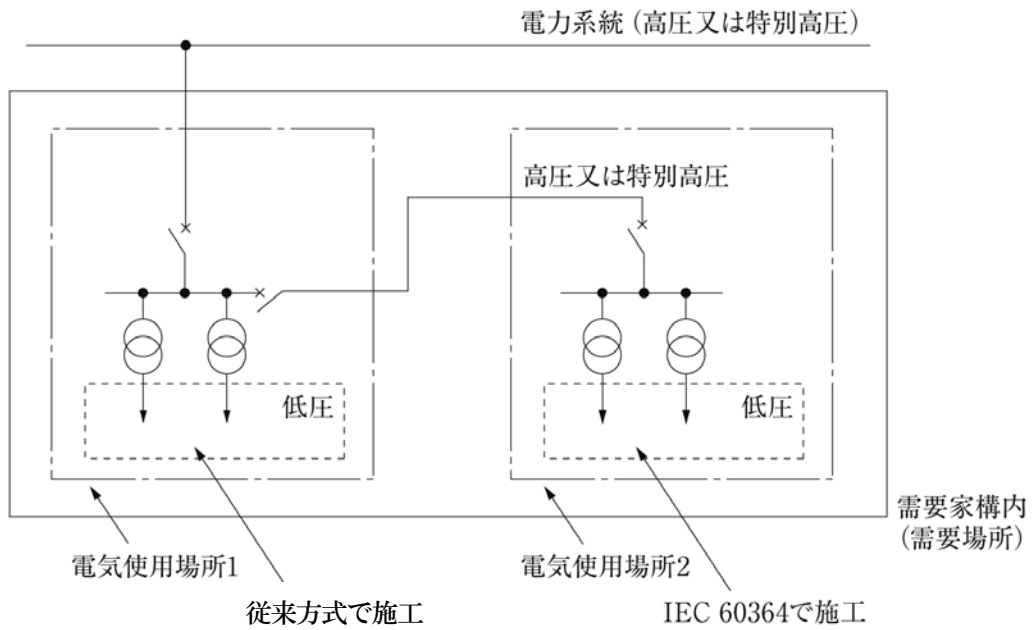 電力系統（高圧又は特別高圧）
高圧又は特別高圧
低圧
低圧
需要家構内
（需要場所）
電気使用場所1
電気使用場所2
従来方式で施工
IEC 60364で施工